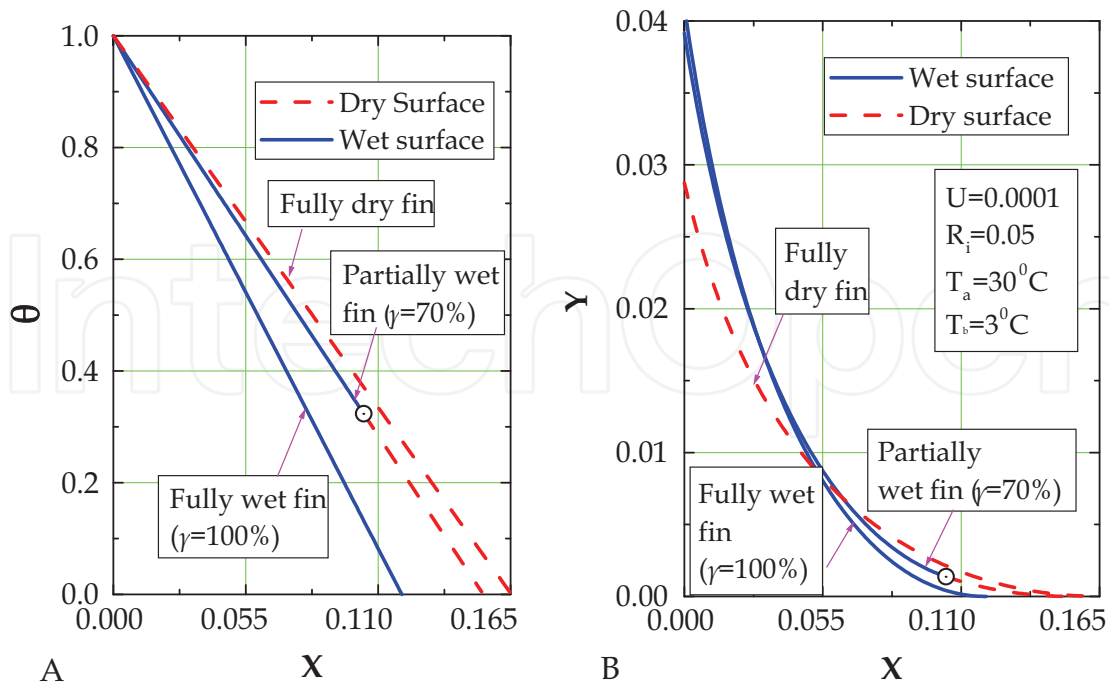 A
1.0
0.8
0.6
0.4
0.2
0.0
θ
0.000
0.055
0.110
0.165
X
Dry Surface
Wet surface
Fully dry fin
Partially wet
fin (γ=70%)
Fully wet fin
(γ=100%)
B
0.04
0.03
0.02
0.01
0.00
Y
0.000
0.055
0.110
0.165
X
Wet surface
Dry surface
U=0.0001
Rᵢ=0.05
Tₐ=30⁰C
T_b=3⁰C
Fully
dry fin
Partially
wet fin (γ=70%)
Fully wet
fin
(γ=100%)
IntechOpen